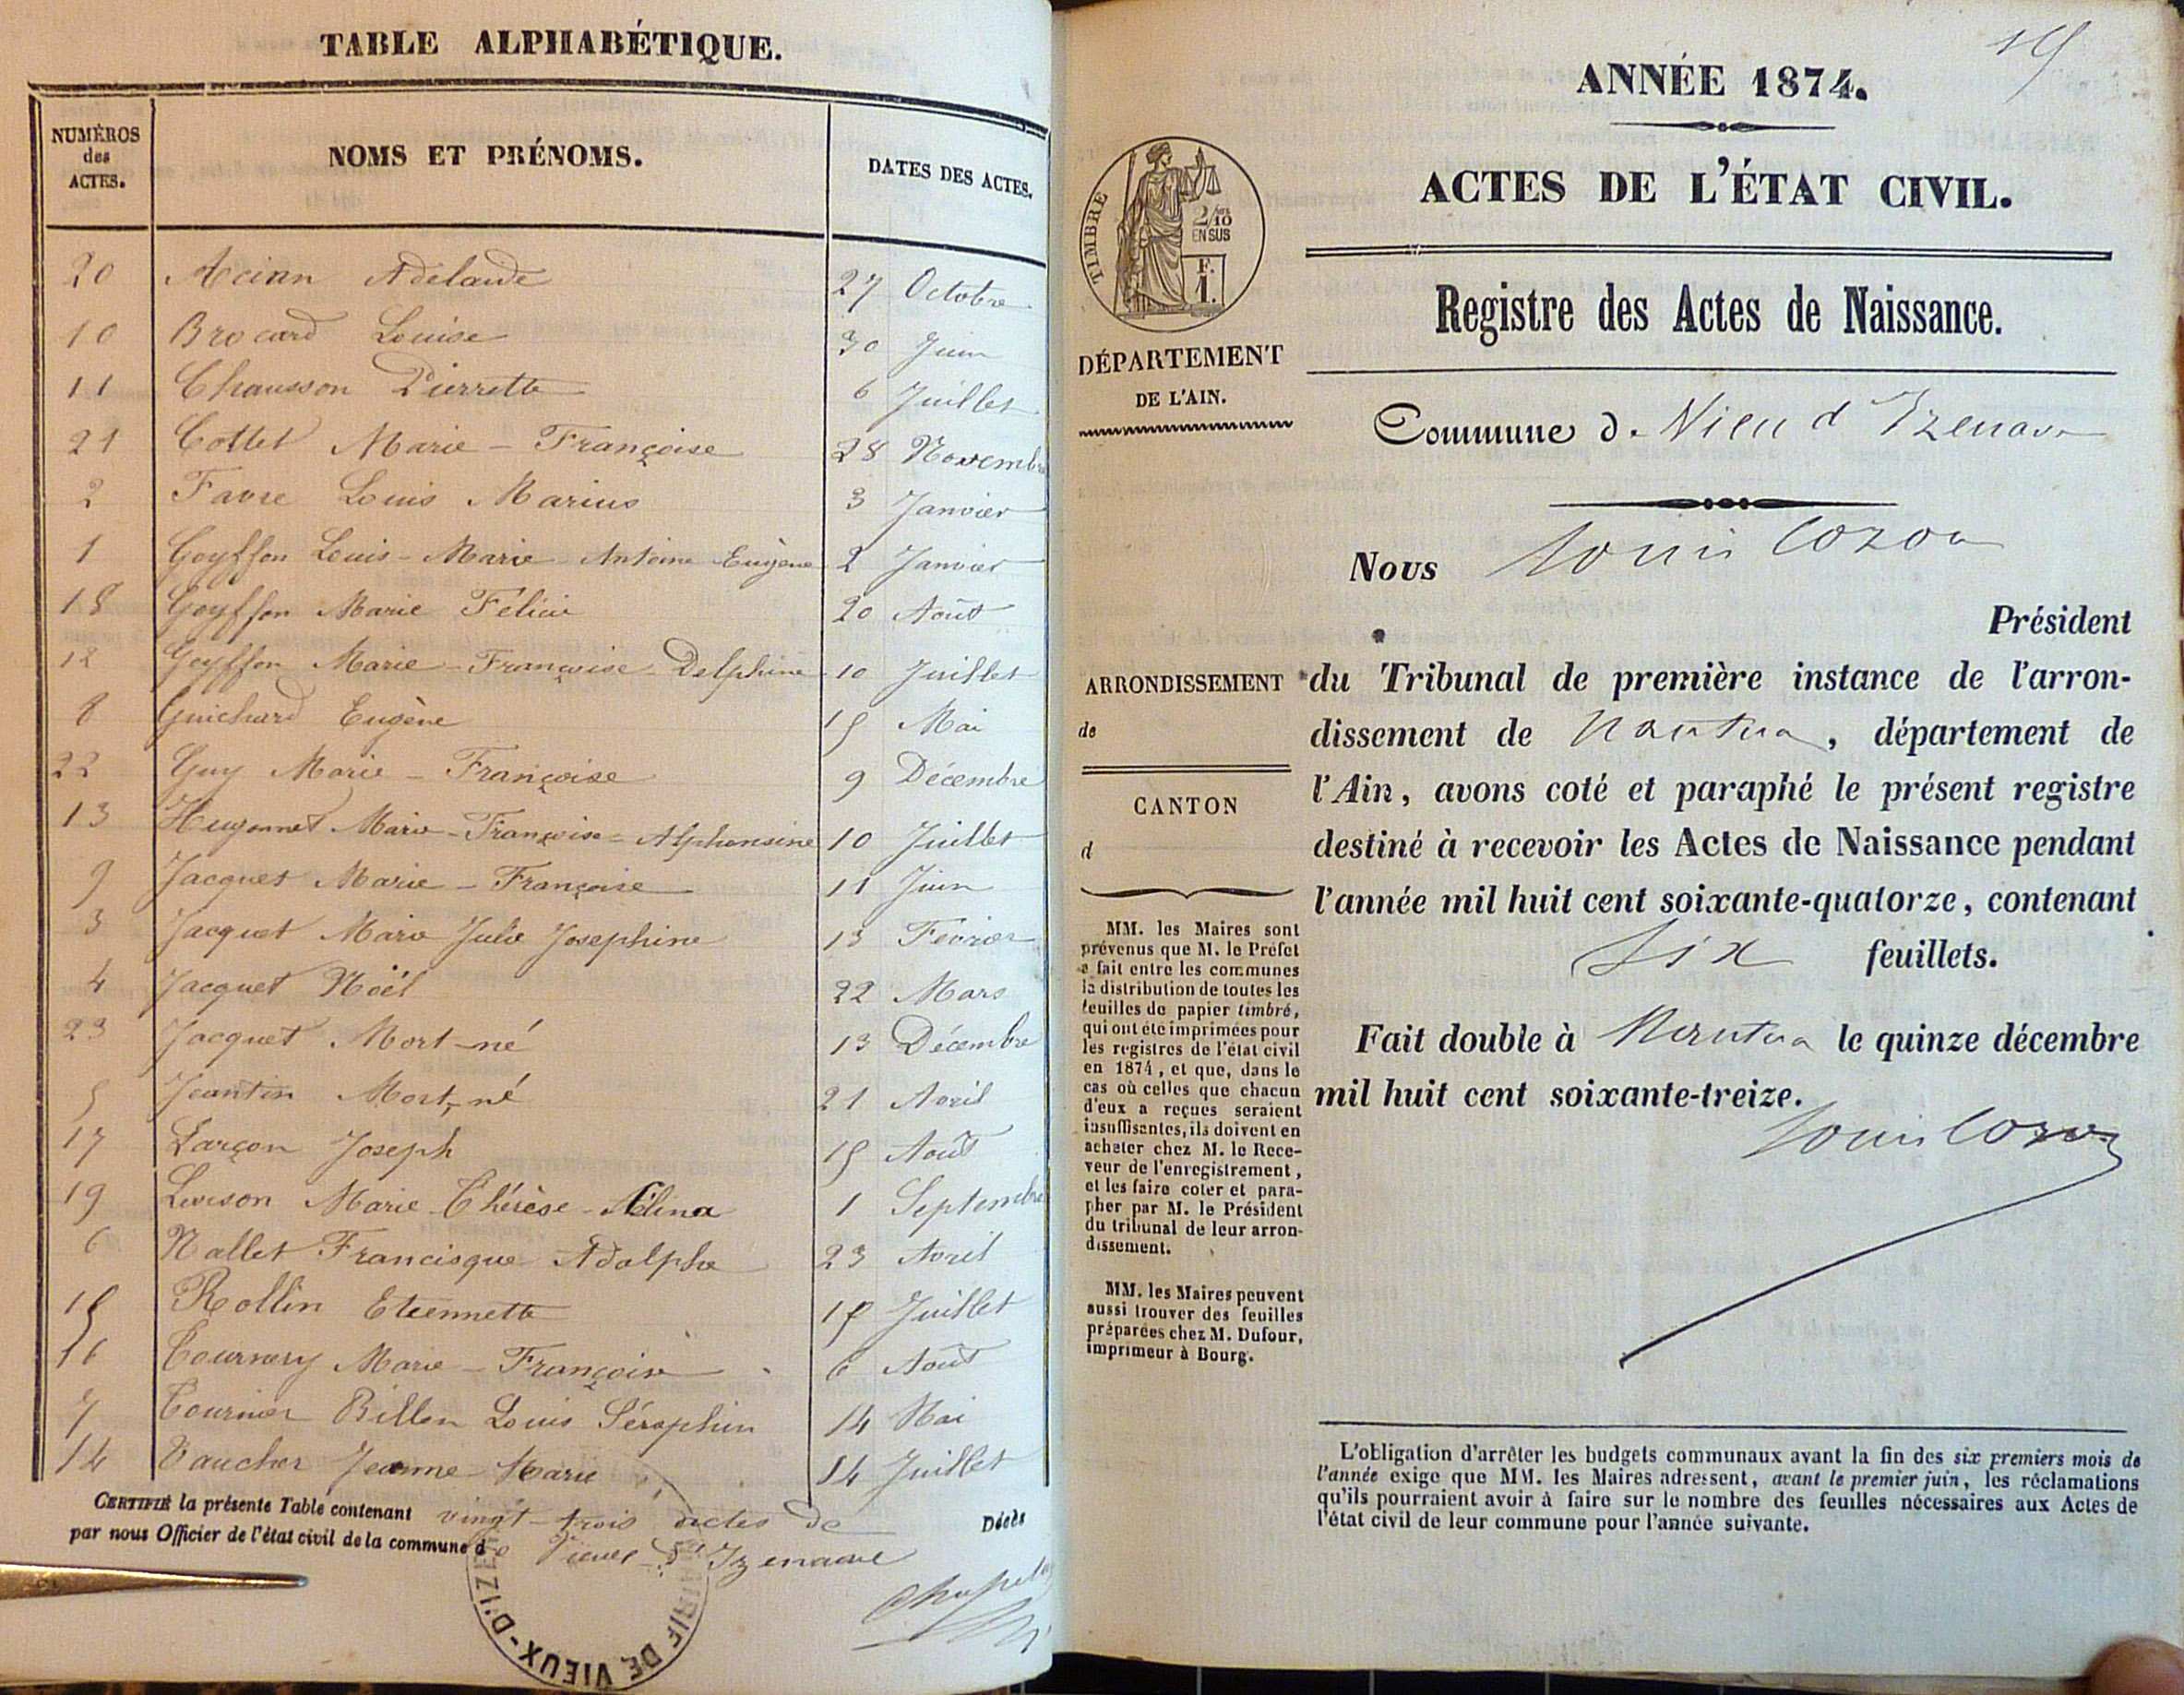 TABLE ALPHABÉTIQUE.
NUMÉROS des ACTES. NOMS ET PRÉNOMS. DATES DES ACTES.
20 Acian Adelaide 27 Octobre
10 Brocard Louise 30 Juin
11 Chausson Pierrette 6 Juillet
21 Collet Marie - Françoise 28 Novembre
2 Favre Louis Marius 3 Janvier
1 Goyffon Louis - Marie Antoine Eugène 2 Janvier
18 Goyffon Marie Félicie 20 Août
12 Goyffon Marie - Françoise Delphine 10 Juillet
8 Guichard Eugène 15 Mai
22 Guy Marie - Françoise 9 Décembre
13 Hugonnet Marie - Françoise - Alphonsine 10 Juillet
9 Jacquet Marie - Françoise 11 Juin
3 Jacquet Marie Julie Josephine 13 Fevrier
4 Jacquet Noël 22 Mars
23 Jacquet Mort-né 13 Décembre
5 Jeantin Mort-né 21 Avril
17 Larçon Joseph 15 Août
19 Marie Thérèse - 1 Septembre
6 Nallet Francisque Adolphe 23 Avril
15 Rollin Etiennette 15 Juillet
16 Tournery Marie - Françoise 6 Août
7 Tournier Billon Louis Séraphin 14 Mai
14 Vaucher Jeanne Marie 14 Juillet
CERTIFIÉ la présente Table contenant vingt-trois actes de Décès
par nous Officier de l'état civil de la commune de Vieux d'Izenave
MAIRIE DE VIEUX-D'IZE
ANNÉE 1874.
ACTES DE L'ÉTAT CIVIL.
TIMBRE
2/10
EN SUS
F.
1.
Registre des Actes de Naissance.
DÉPARTEMENT
DE L'AIN.
Commune d. Vieu d'Izenave
Nous Louis Cozon
Président
ARRONDISSEMENT
de
CANTON
d
du Tribunal de première instance de l'arron-
dissement de Nantua, département de
l'Ain, avons coté et paraphé le présent registre
destiné à recevoir les Actes de Naissance pendant
l'année mil huit cent soixante-quatorze, contenant
Six feuillets.
Fait double à Nantua le quinze décembre
mil huit cent soixante-treize.
Louis Cozon
MM. les Maires sont
prévenus que M. le Préfet
a fait entre les communes
la distribution de toutes les
feuilles de papier timbré,
qui ont été imprimées pour
les registres de l'état civil
en 1874, et que, dans le
cas où celles que chacun
d'eux a reçues seraient
insuffisantes, ils doivent en
acheter chez M. le Rece-
veur de l'enregistrement,
et les faire coter et para-
pher par M. le Président
du tribunal de leur arron-
dissement.
MM. les Maires peuvent
aussi trouver des feuilles
préparées chez M. Dufour,
imprimeur à Bourg.
L'obligation d'arrêter les budgets communaux avant la fin des six premiers mois de
l'année exige que MM. les Maires adressent, avant le premier juin, les réclamations
qu'ils pourraient avoir à faire sur le nombre des feuilles nécessaires aux Actes de
l'état civil de leur commune pour l'année suivante.